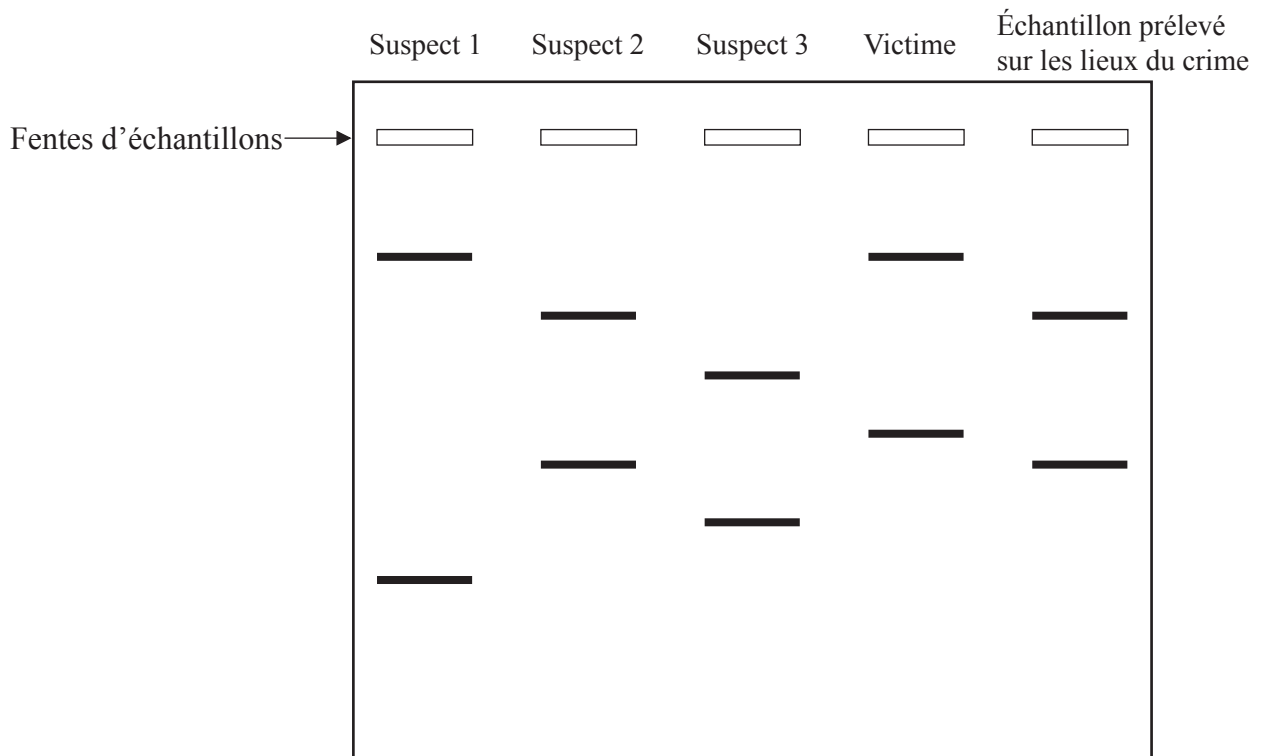 Suspect 1
Suspect 2
Suspect 3
Victime
Échantillon prélevé
sur les lieux du crime
Fentes d’échantillons